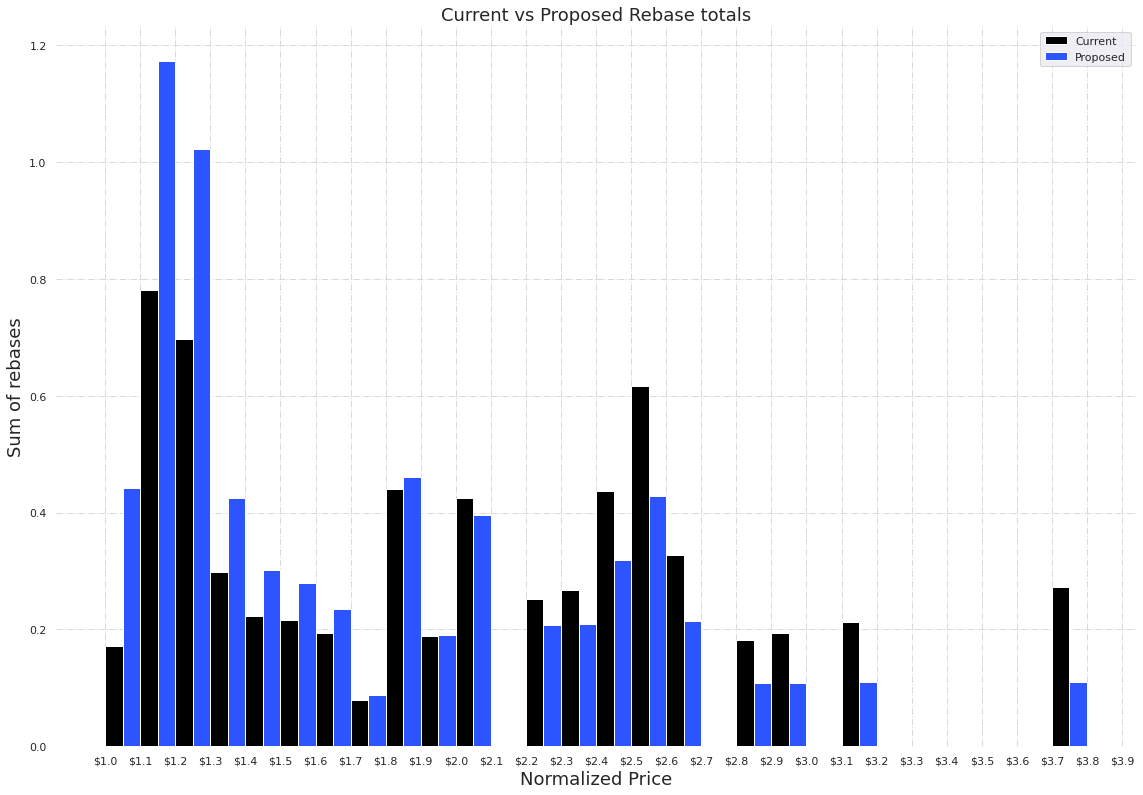 Current vs Proposed Rebase totals
Current
Proposed
Sum of rebases
1.2
1.0
0.8
0.6
0.4
0.2
0.0
$1.0 $1.1 $1.2 $1.3 $1.4 $1.5 $1.6 $1.7 $1.8 $1.9 $2.0 $2.1 $2.2 $2.3 $2.4 $2.5 $2.6 $2.7 $2.8 $2.9 $3.0 $3.1 $3.2 $3.3 $3.4 $3.5 $3.6 $3.7 $3.8 $3.9
Normalized Price